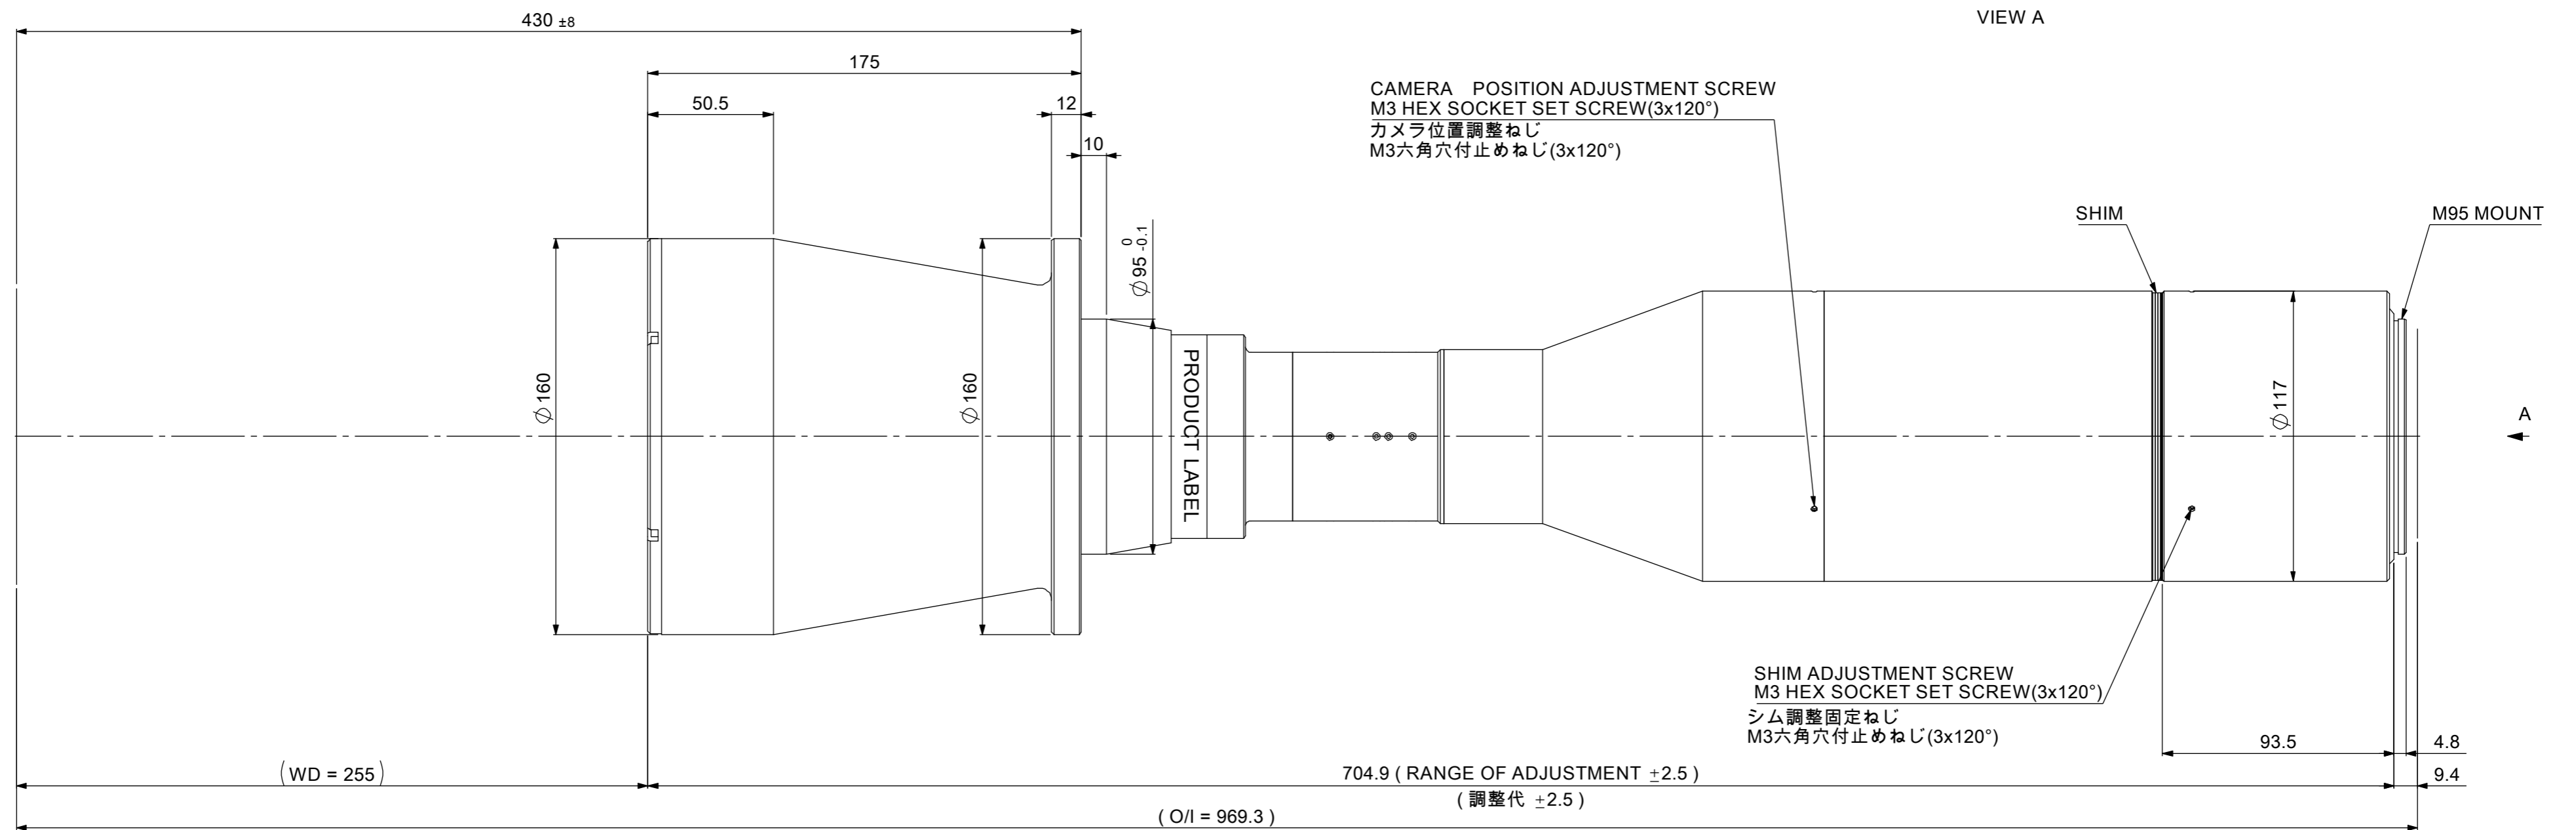 430 ±8
VIEW A
175
50.5
12
10
CAMERA POSITION ADJUSTMENT SCREW
M3 HEX SOCKET SET SCREW(3x120°)
カメラ位置調整ねじ
M3六角穴付止めねじ(3x120°)
SHIM
M95 MOUNT
⌀95 0 -0.1
⌀160
⌀160
PRODUCT LABEL
⌀117
A
SHIM ADJUSTMENT SCREW
M3 HEX SOCKET SET SCREW(3x120°)
シム調整固定ねじ
M3六角穴付止めねじ(3x120°)
93.5
4.8
(WD = 255)
704.9 ( RANGE OF ADJUSTMENT ±2.5 )
9.4
( 調整代 ±2.5 )
( O/I = 969.3 )